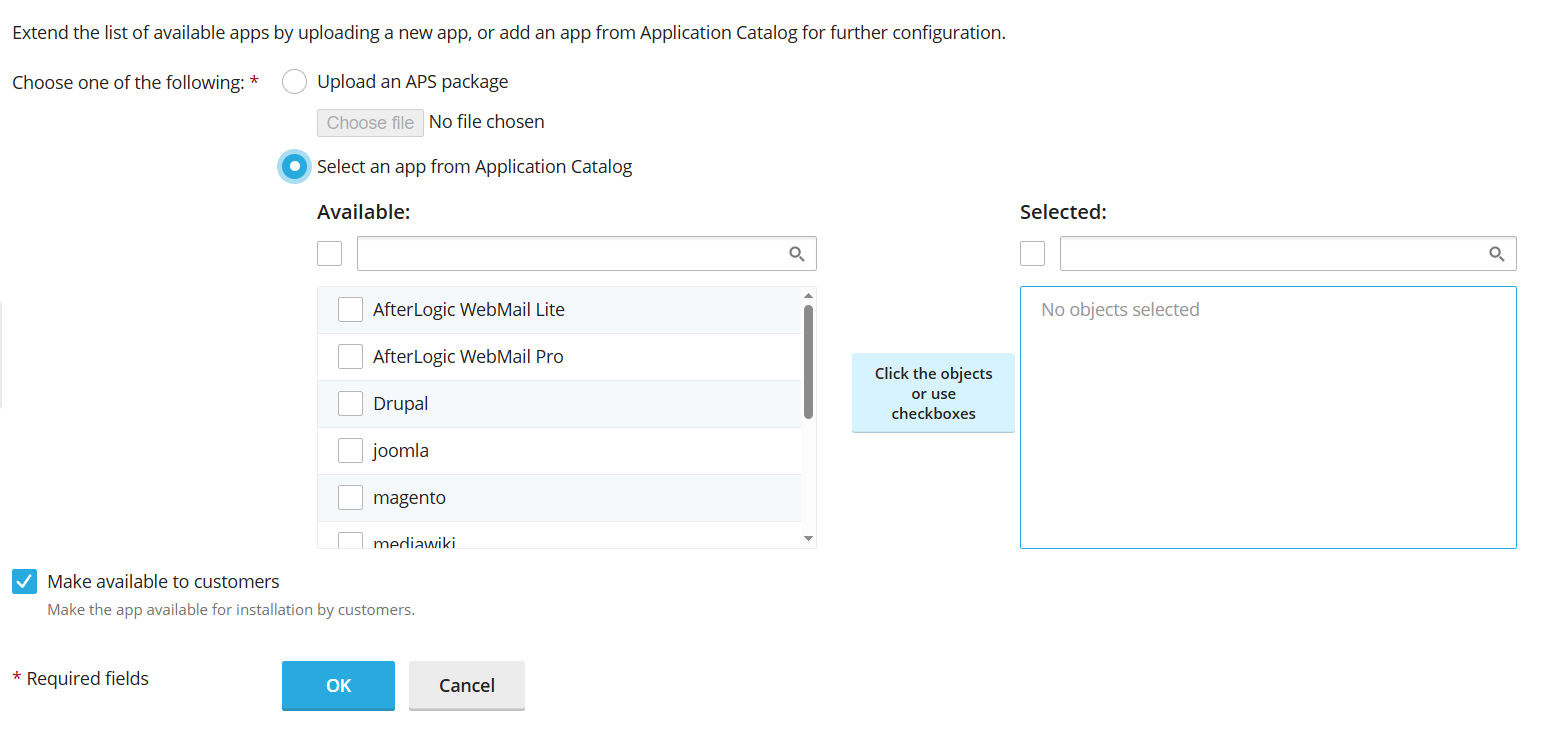 Extend the list of available apps by uploading a new app, or add an app from Application Catalog for further configuration.
Choose one of the following: *
Upload an APS package
Choose file No file chosen
Select an app from Application Catalog
Available:
Selected:
AfterLogic WebMail Lite
AfterLogic WebMail Pro
Drupal
joomla
magento
mediawiki
Click the objects
or use
checkboxes
No objects selected
Make available to customers
Make the app available for installation by customers.
* Required fields
OK
Cancel